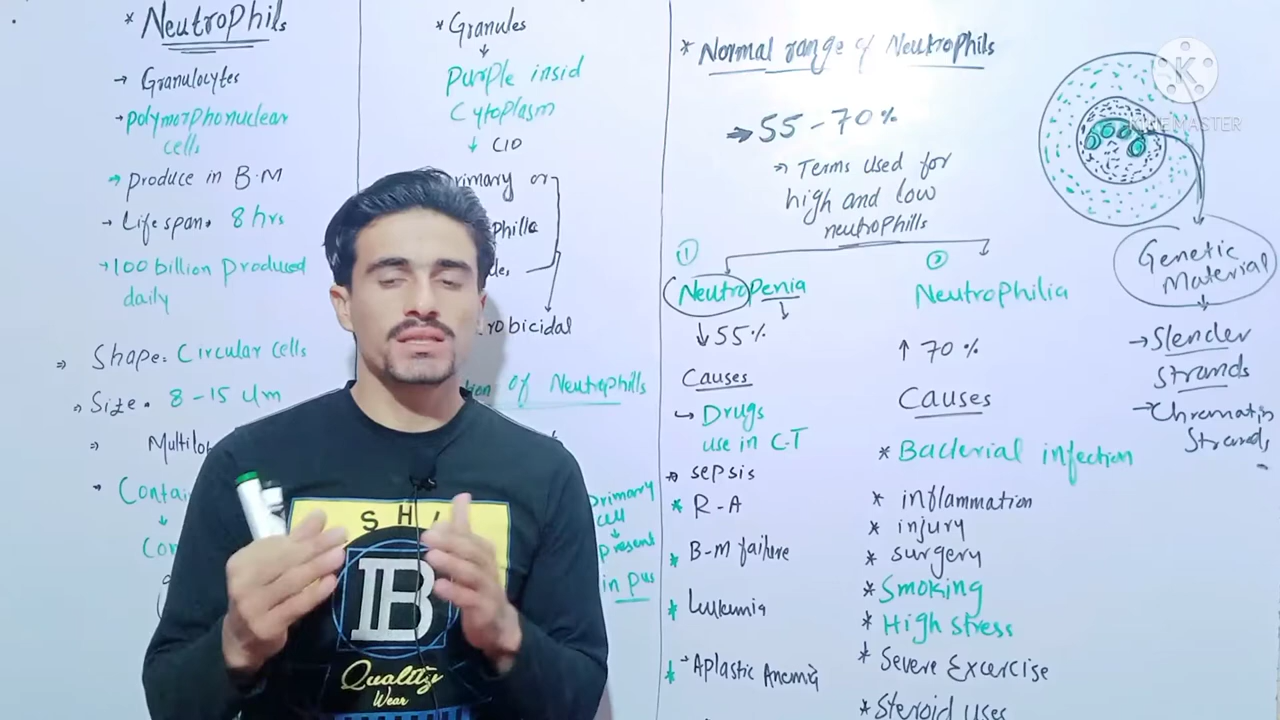 * Neutrophils
→ Granulocytes
→ polymorphonuclear
cells
→ produce in B.M
→ Life span. 8 hrs
→ 100 billion produced
daily
Shape. Circular cells
Size. 8-15 um
* Granules
purple insid
Cytoplasm
rimary or
robicidal
of Neutrophills
primary
cell
present
in pus
* Normal range of Neutrophils
→ 55-70%
Terms used for
high and low
neutrophills
①
Neutropenia
↓ 55%
Causes
Drugs
use in C-T
sepsis
* R-A
* B-M failure
* Leukemia
* Aplastic Anemia
②
Neutrophilia
↑ 70%
Causes
* Bacterial infection
* inflammation
* injury
* surgery
* Smoking
* High stress
* Severe Excercise
* Steroid uses
Genetic
Material
→ Slender
Strands
Chromatin
Strands
K
KINEMASTER
S H
B
Quality
Wear